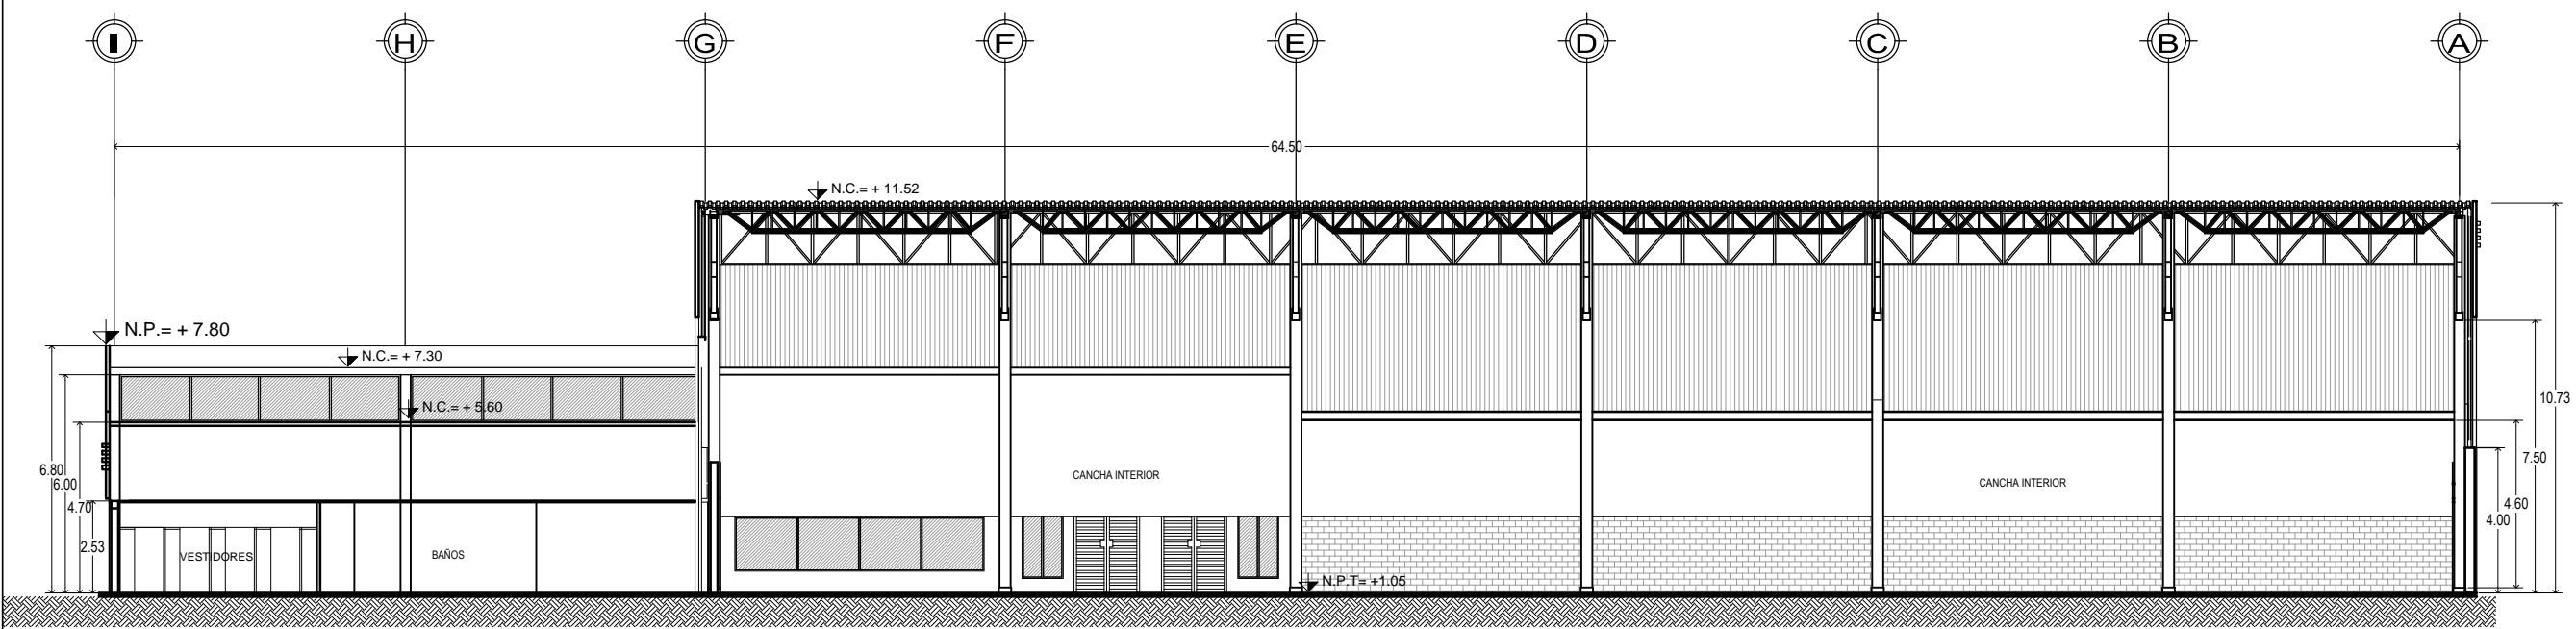 I H G F E D C B A
64.50
N.C.= + 11.52
N.P.= + 7.80
N.C.= + 7.30
N.C.= + 5.60
10.73
7.50
6.80
6.00
4.70
2.53
CANCHA INTERIOR
CANCHA INTERIOR
4.60
4.00
VESTIDORES
BAÑOS
N.P.T= +1.05